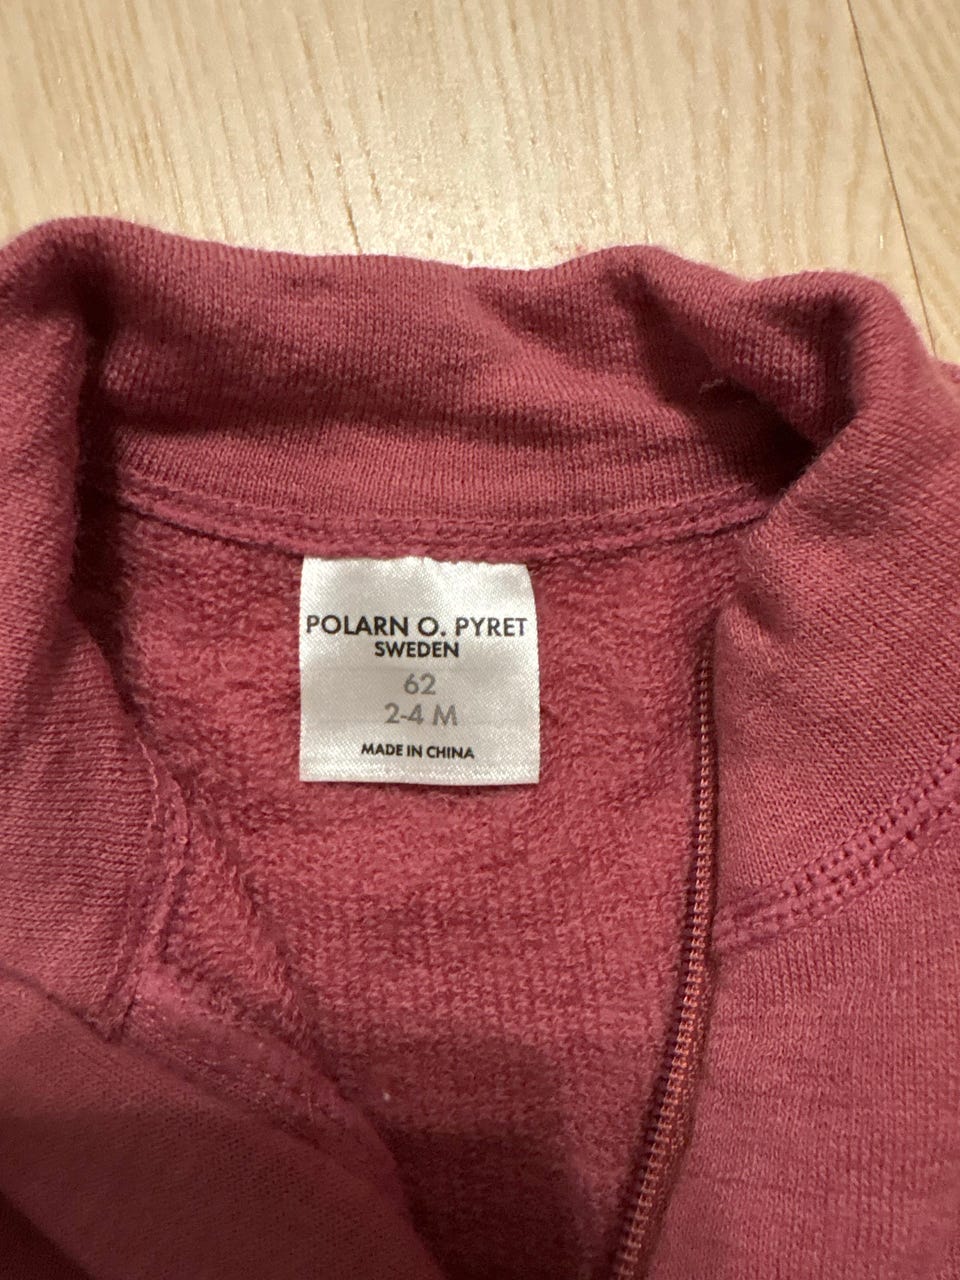 POLARN O. PYRET
SWEDEN
62
2-4 M
MADE IN CHINA